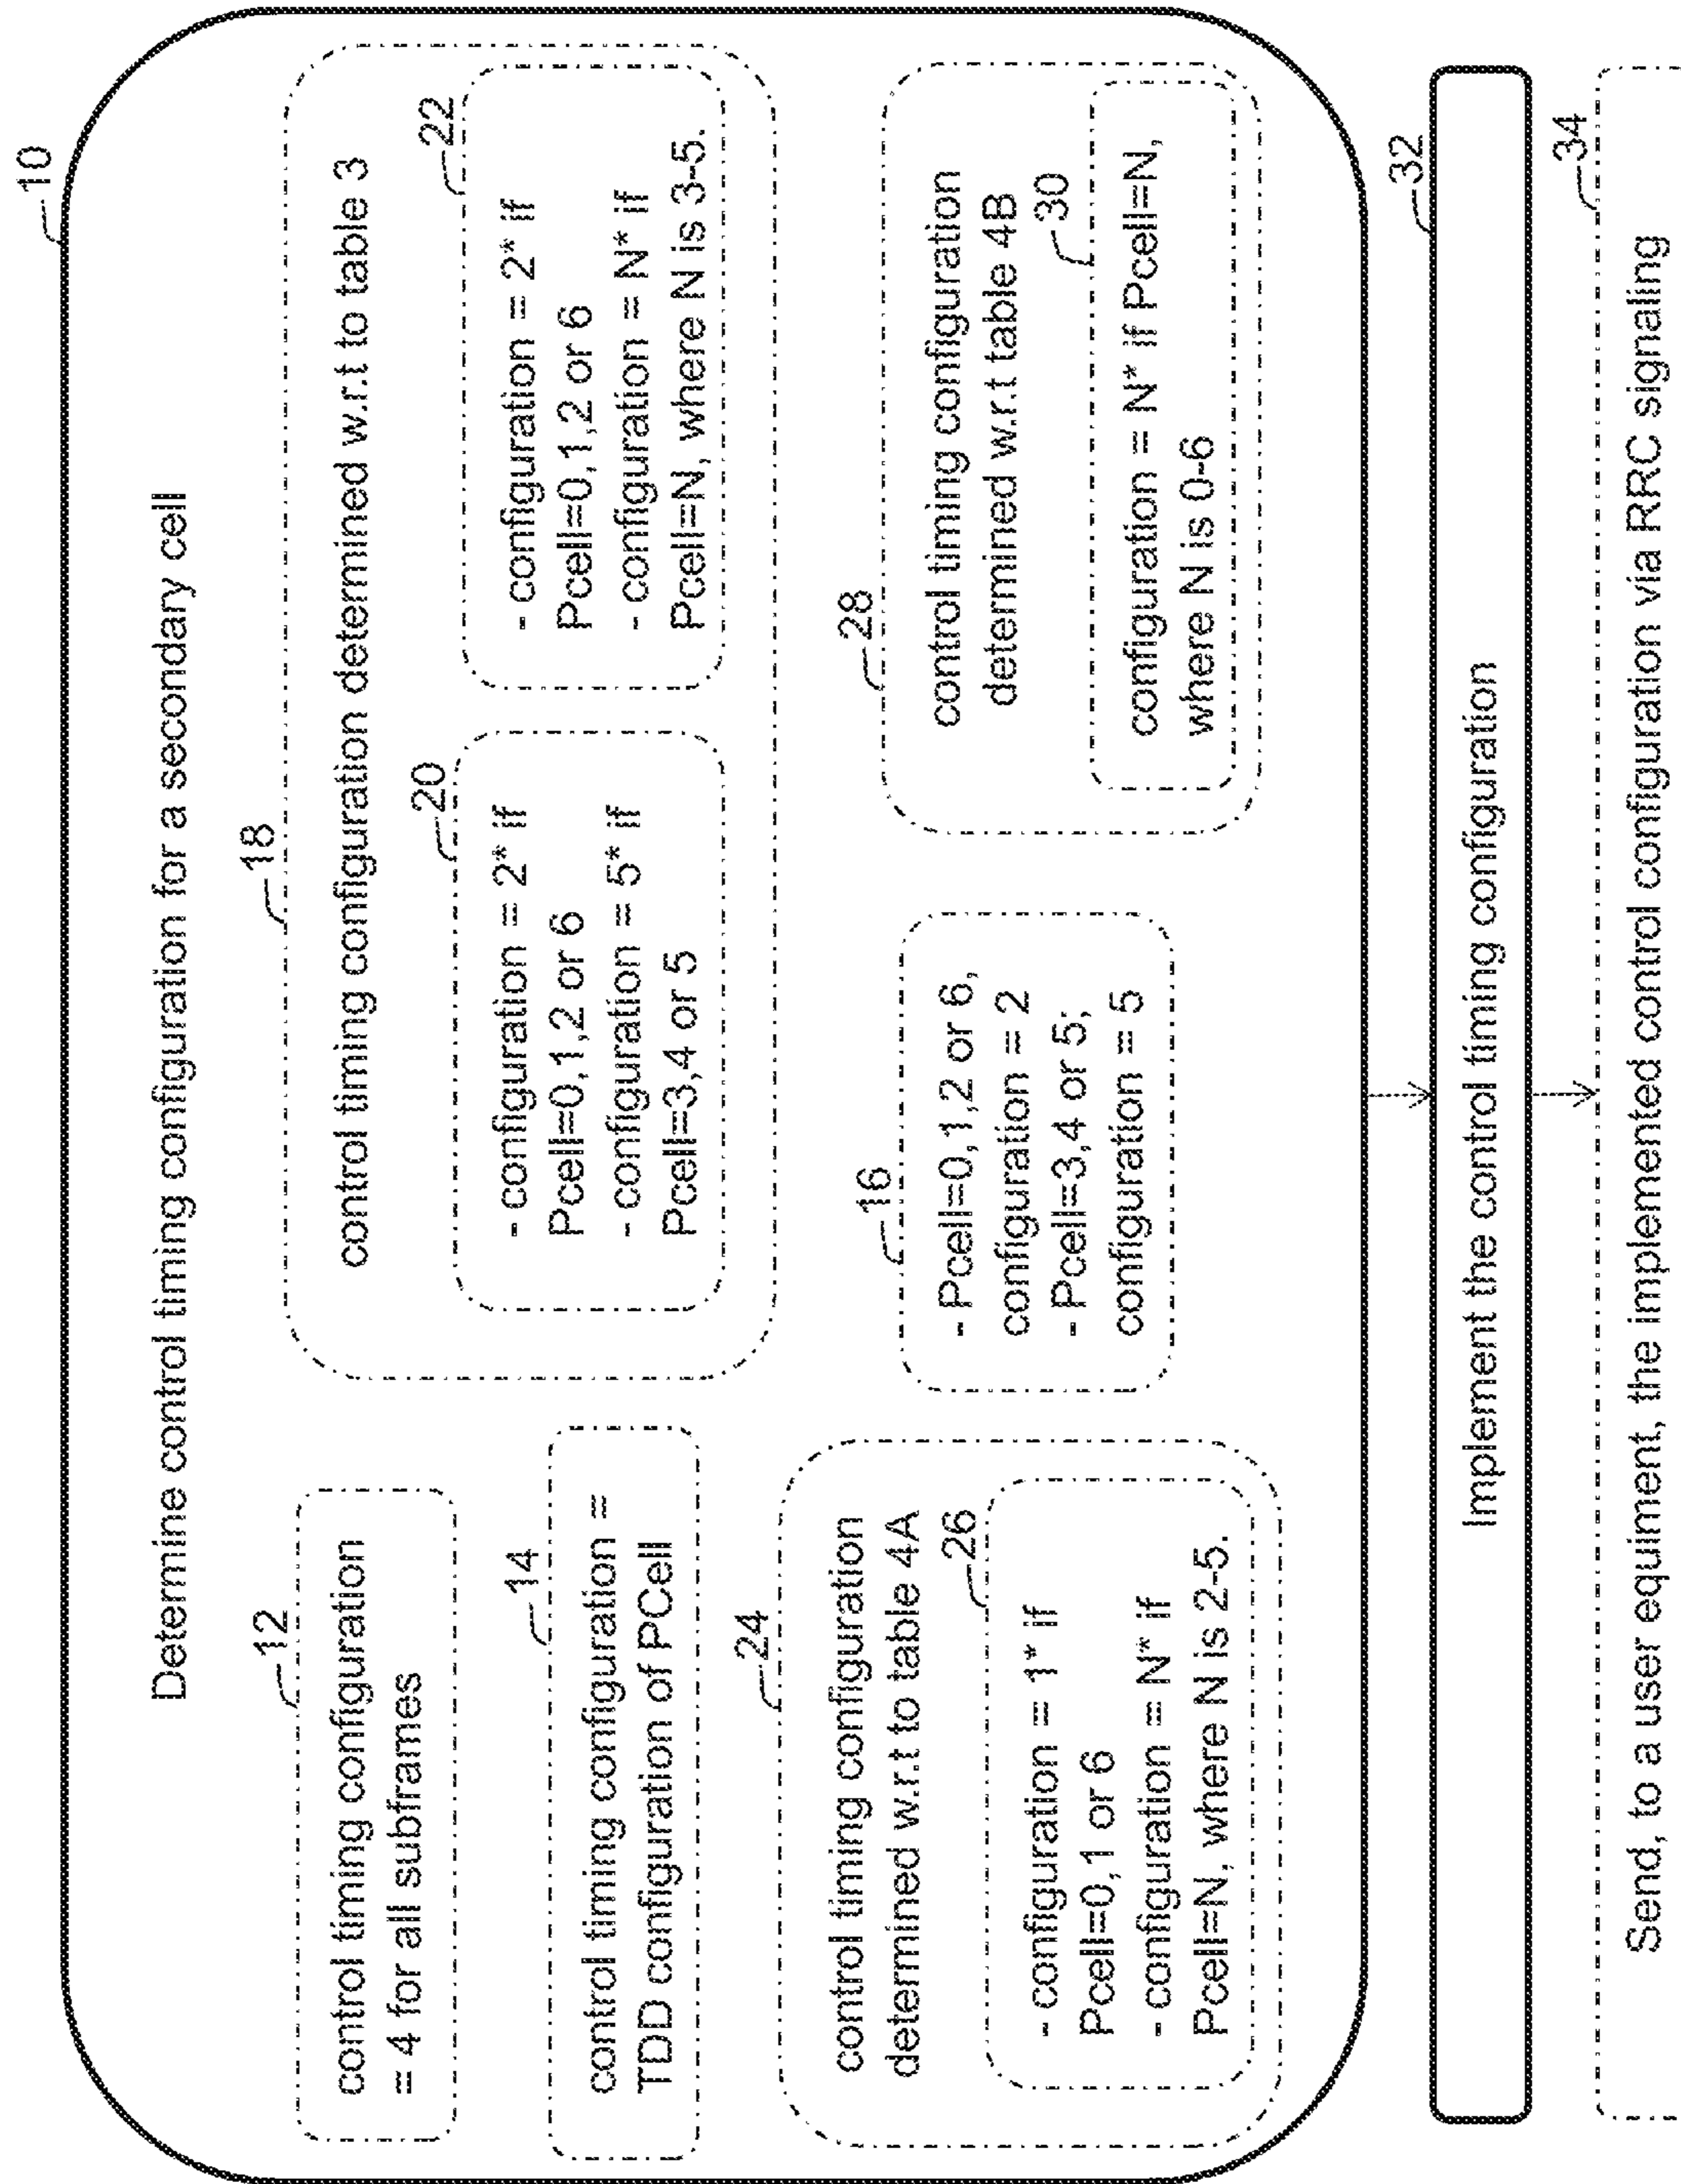 10
Determine control timing configuration for a secondary cell
12
control timing configuration
= 4 for all subframes
14
control timing configuration =
TDD configuration of PCell
18
control timing configuration determined w.r.t to table 3
20
- configuration = 2* if
Pcell=0,1,2 or 6
- configuration = 5* if
Pcell=3,4 or 5
22
- configuration = 2* if
Pcell=0,1,2 or 6
- configuration = N* if
Pcell=N, where N is 3-5.
24
control timing configuration
determined w.r.t to table 4A
26
- configuration = 1* if
Pcell=0,1 or 6
- configuration = N* if
Pcell=N, where N is 2-5.
16
- Pcell=0,1,2 or 6,
configuration = 2
- Pcell=3,4 or 5;
configuration = 5
28
control timing configuration
determined w.r.t table 4B
30
configuration = N* if Pcell=N,
where N is 0-6
32
Implement the control timing configuration
34
Send, to a user equiment, the implemented control configuration via RRC signaling